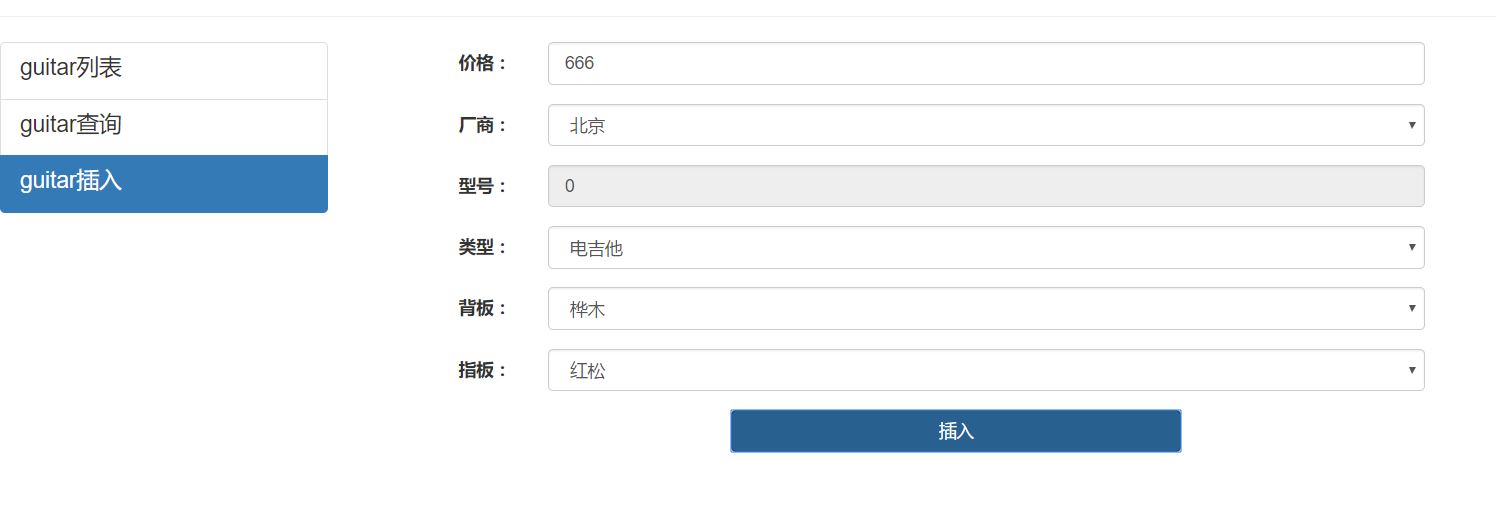 guitar列表
guitar查询
guitar插入
价格： 666
厂商： 北京
型号： 0
类型： 电吉他
背板： 桦木
指板： 红松
插入